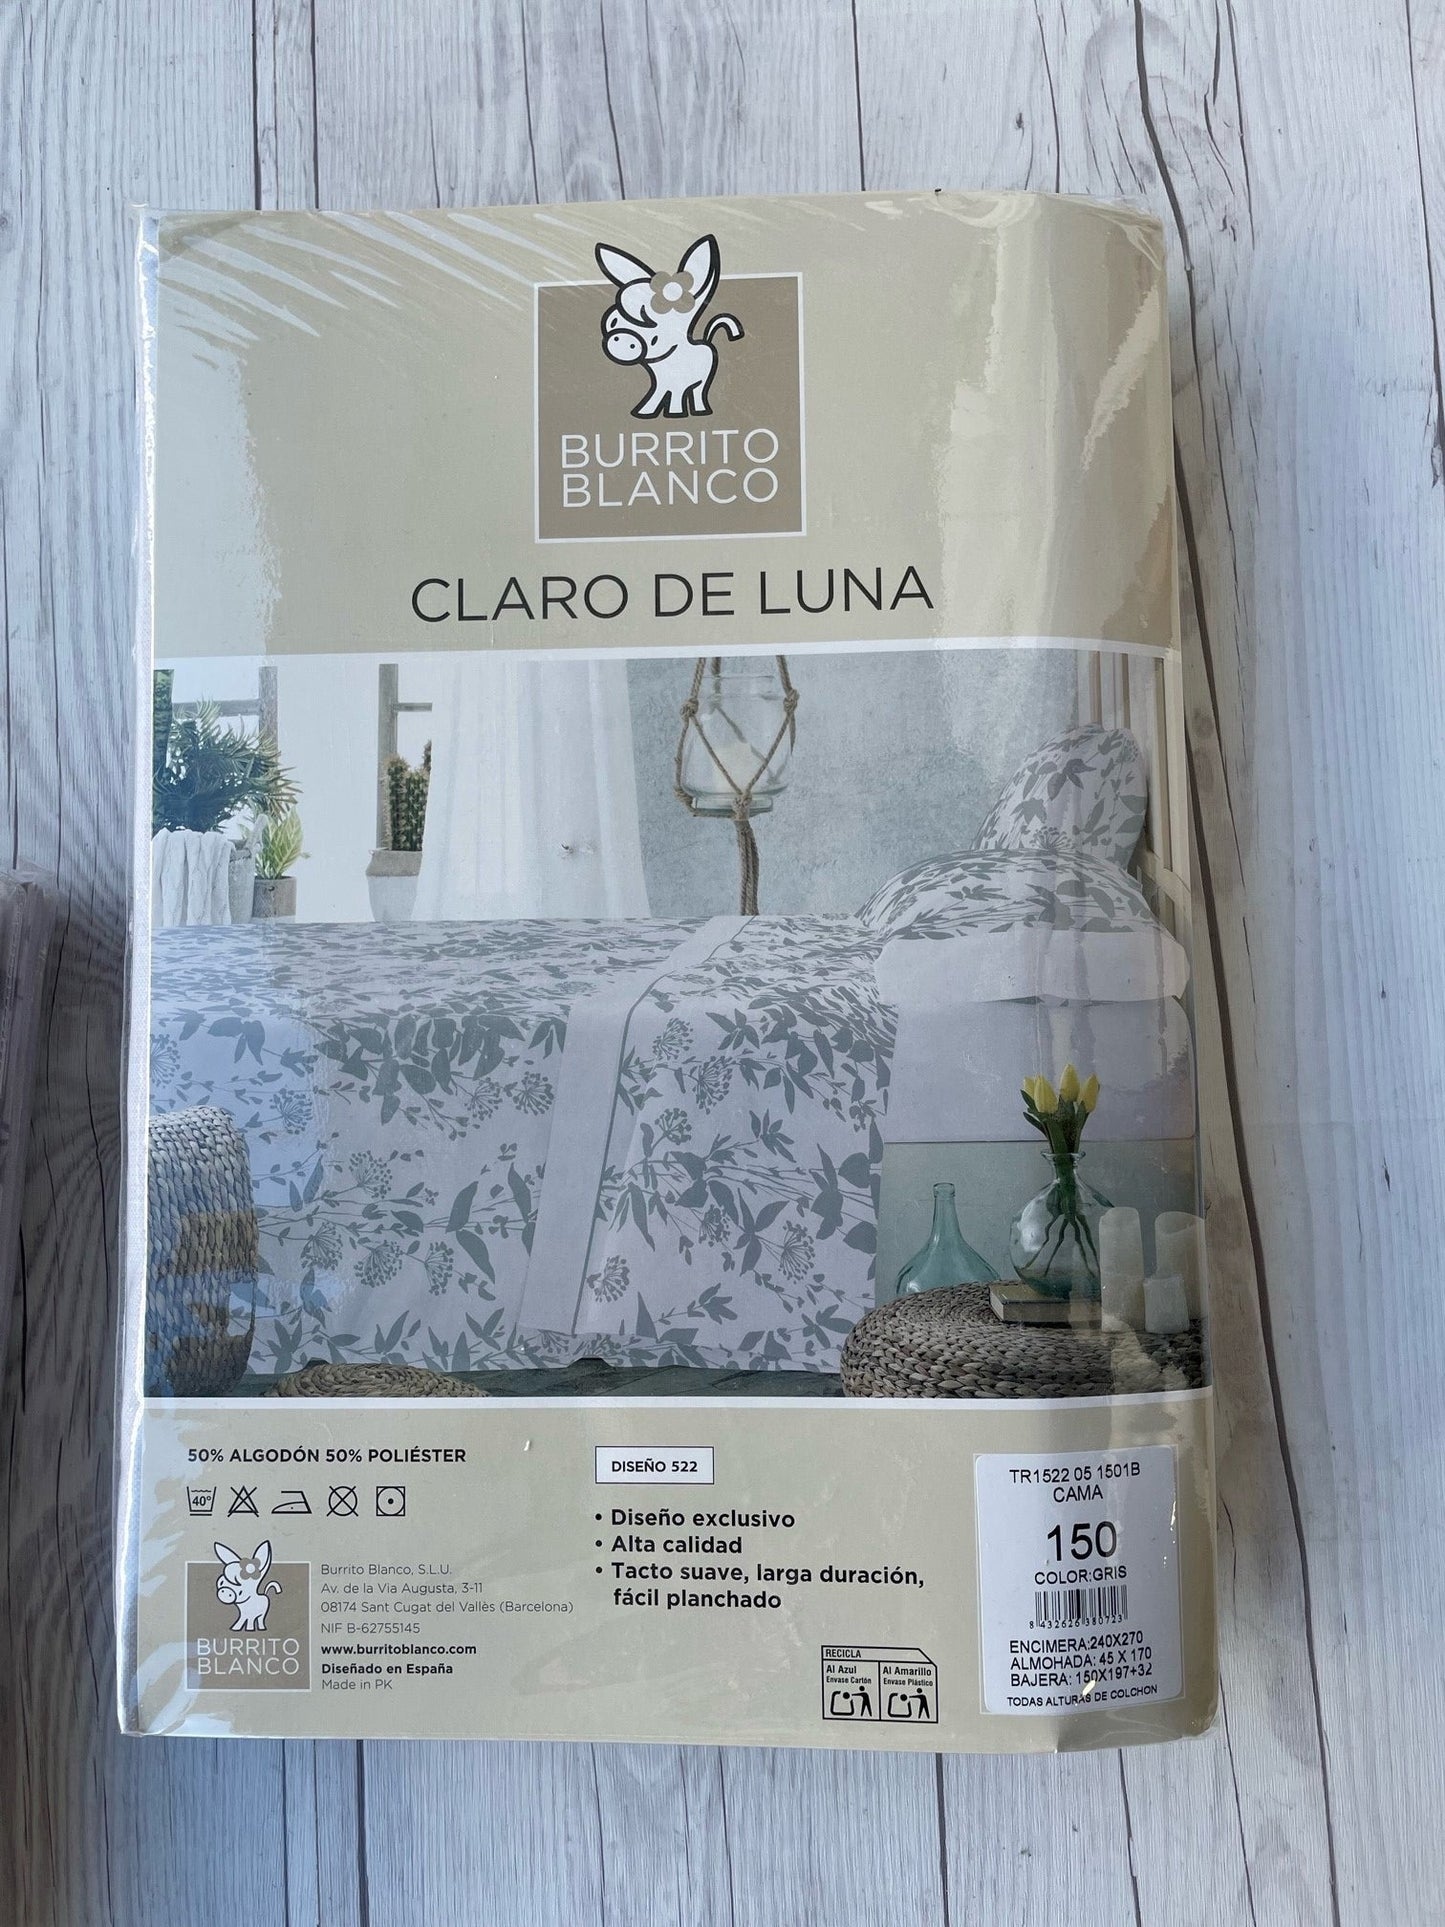 BURRITO
BLANCO
CLARO DE LUNA
50% ALGODÓN 50% POLIÉSTER
40°
BURRITO
BLANCO
Burrito Blanco, S.L.U.
Av. de la Via Augusta, 3-11
08174 Sant Cugat del Vallès (Barcelona)
NIF B-62755145
www.burritoblanco.com
Diseñado en España
Made in PK
DISEÑO 522
• Diseño exclusivo
• Alta calidad
• Tacto suave, larga duración,
fácil planchado
RECICLA
Al Azul
Envase Cartón
Al Amarillo
Envase Plástico
TR1522 05 1501B
CAMA
150
COLOR:GRIS
8 432626 380723
ENCIMERA:240X270
ALMOHADA: 45 X 170
BAJERA: 150X197+32
TODAS ALTURAS DE COLCHON